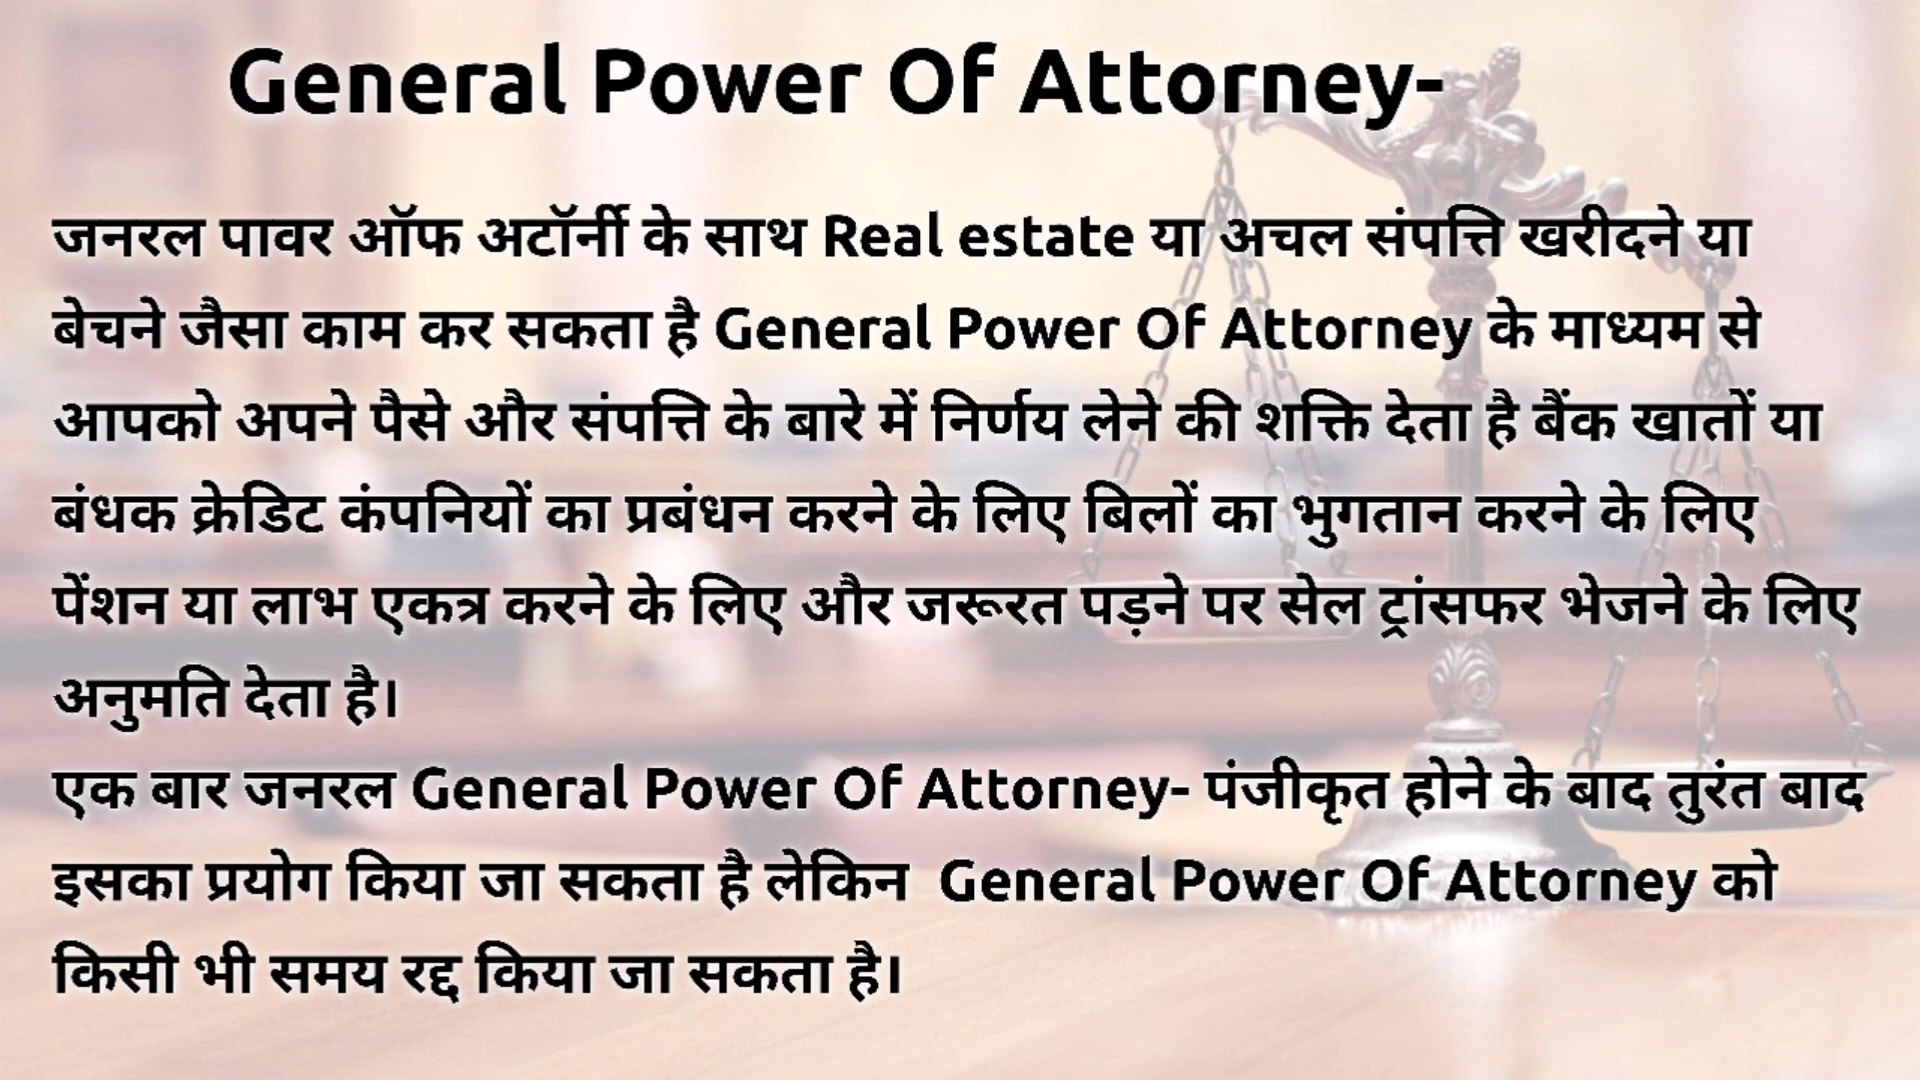 General Power Of Attorney-
जनरल पावर ऑफ अटॉर्नी के साथ Real estate या अचल संपत्ति खरीदने या
बेचने जैसा काम कर सकता है General Power Of Attorney के माध्यम से
आपको अपने पैसे और संपत्ति के बारे में निर्णय लेने की शक्ति देता है बैंक खातों या
बंधक क्रेडिट कंपनियों का प्रबंधन करने के लिए बिलों का भुगतान करने के लिए
पेंशन या लाभ एकत्र करने के लिए और जरूरत पड़ने पर सेल ट्रांसफर भेजने के लिए
अनुमति देता है।
एक बार जनरल General Power Of Attorney- पंजीकृत होने के बाद तुरंत बाद
इसका प्रयोग किया जा सकता है लेकिन  General Power Of Attorney को
किसी भी समय रद्द किया जा सकता है।